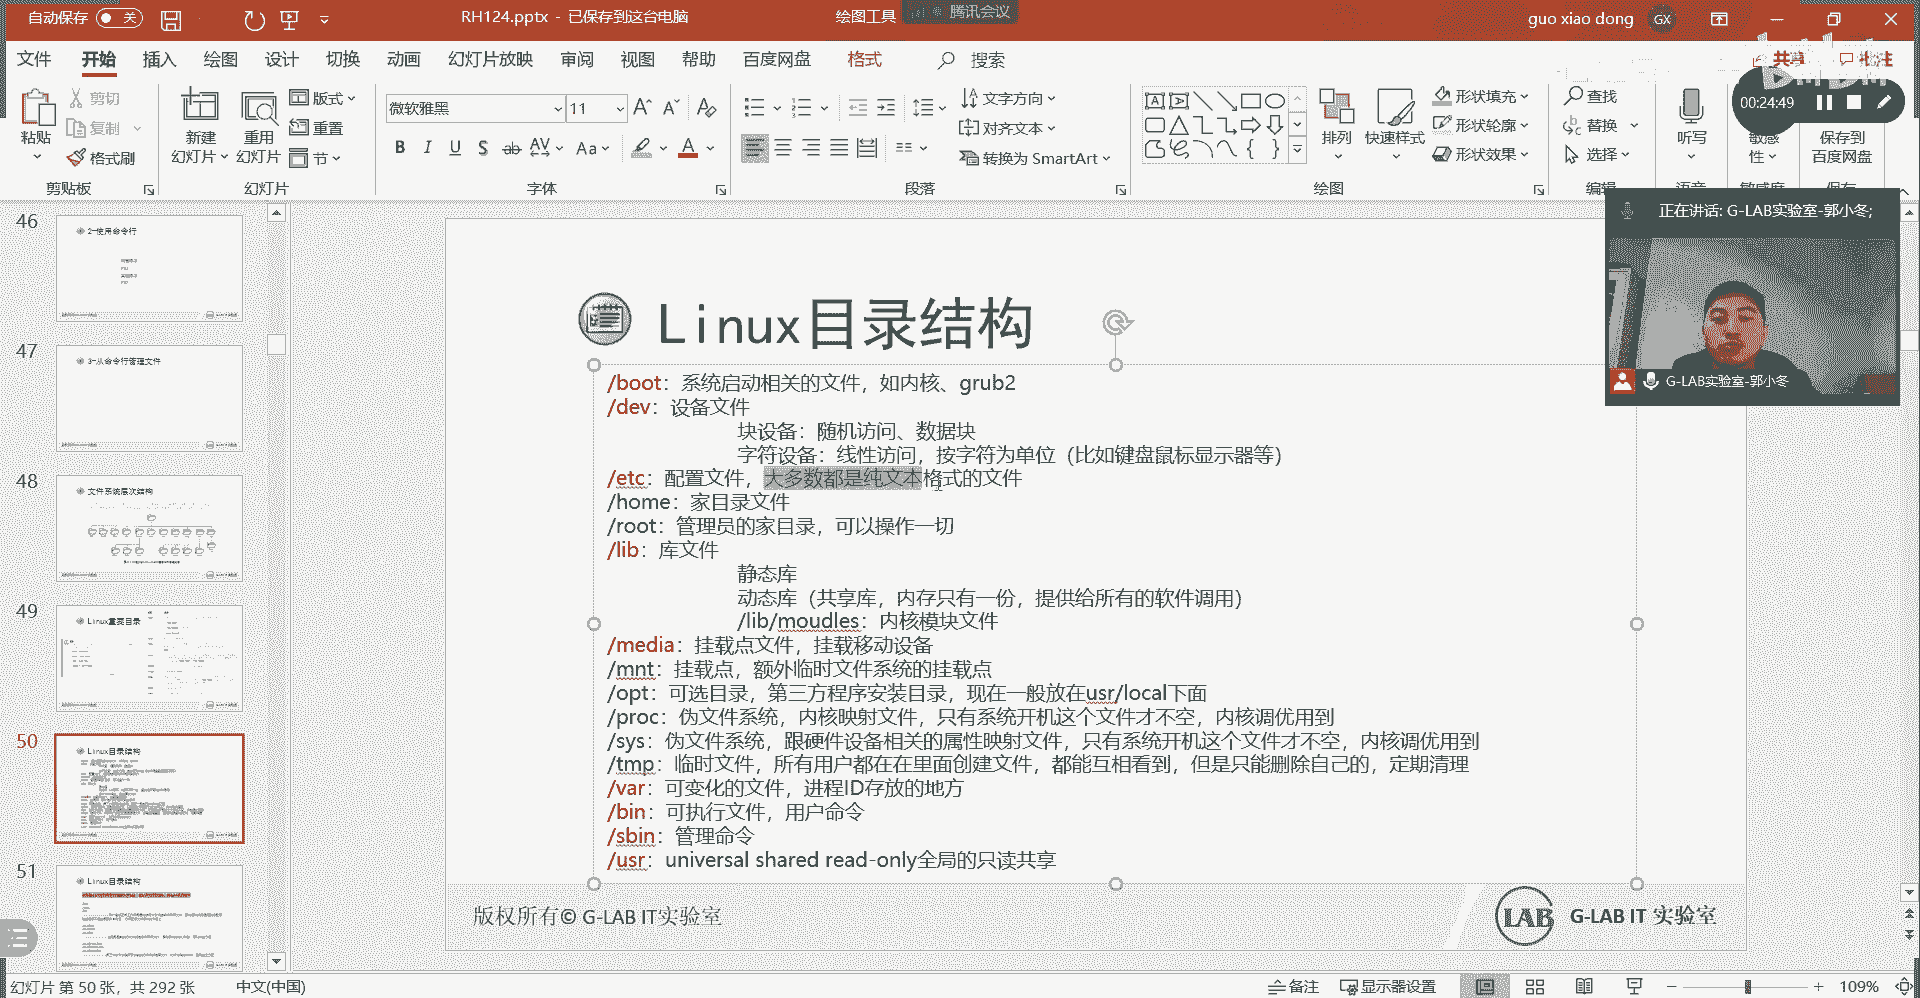 自动保存 关
RH124.pptx - 已保存到这台电脑
绘图工具
腾讯会议
guo xiao dong GX
文件 开始 插入 绘图 设计 切换 动画 幻灯片放映 审阅 视图 帮助 百度网盘 格式 搜索
共享 批注
粘贴
剪切
复制
格式刷
剪贴板
新建
幻灯片
重用
幻灯片
版式
重置
节
幻灯片
微软雅黑 11
B I U S ab AV Aa A
字体
文字方向
对齐文本
转换为 SmartArt
段落
排列
快速样式
形状填充
形状轮廓
形状效果
绘图
查找
替换
选择
编辑
听写
语音
敏感
性
保存到
百度网盘
保存
00:24:49
正在讲话: G-LAB实验室-郭小冬;
G-LAB实验室-郭小冬
46
2-使用命令行
47
3-从命令行管理文件
48
文件系统层次结构
49
Linux重要目录
50
Linux目录结构
51
Linux目录结构
Linux目录结构
/boot：系统启动相关的文件，如内核、grub2
/dev：设备文件
块设备：随机访问、数据块
字符设备：线性访问，按字符为单位（比如键盘鼠标显示器等）
/etc：配置文件，大多数都是纯文本格式的文件
/home：家目录文件
/root：管理员的家目录，可以操作一切
/lib：库文件
静态库
动态库（共享库，内存只有一份，提供给所有的软件调用）
/lib/moudles：内核模块文件
/media：挂载点文件，挂载移动设备
/mnt：挂载点，额外临时文件系统的挂载点
/opt：可选目录，第三方程序安装目录，现在一般放在usr/local下面
/proc：伪文件系统，内核映射文件，只有系统开机这个文件才不空，内核调优用到
/sys：伪文件系统，跟硬件设备相关的属性映射文件，只有系统开机这个文件才不空，内核调优用到
/tmp：临时文件，所有用户都在在里面创建文件，都能互相看到，但是只能删除自己的，定期清理
/var：可变化的文件，进程ID存放的地方
/bin：可执行文件，用户命令
/sbin：管理命令
/usr：universal shared read-only全局的只读共享
版权所有© G-LAB IT实验室
LAB
G-LAB IT 实验室
幻灯片 第 50 张，共 292 张 中文(中国)
备注 显示器设置 109%